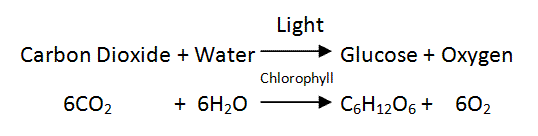 Light
Carbon Dioxide + Water Glucose + Oxygen
Chlorophyll
6CO₂ + 6H₂O C₆H₁₂O₆ + 6O₂